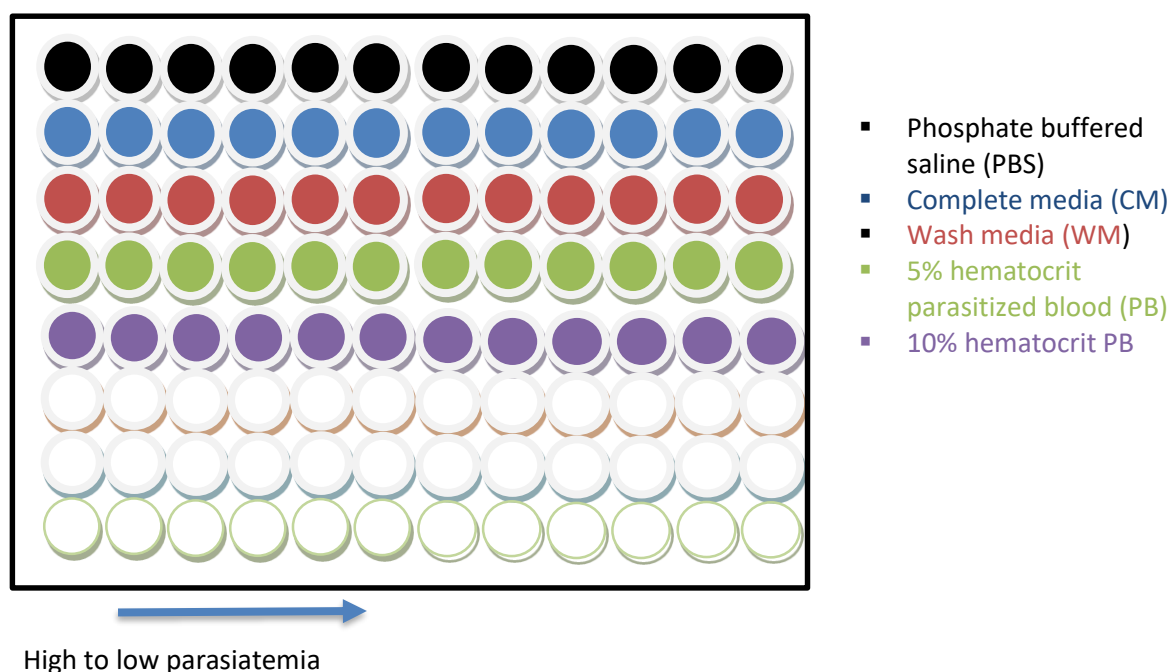 ▪ Phosphate buffered
saline (PBS)
▪ Complete media (CM)
▪ Wash media (WM)
▪ 5% hematocrit
parasitized blood (PB)
▪ 10% hematocrit PB
High to low parasiatemia